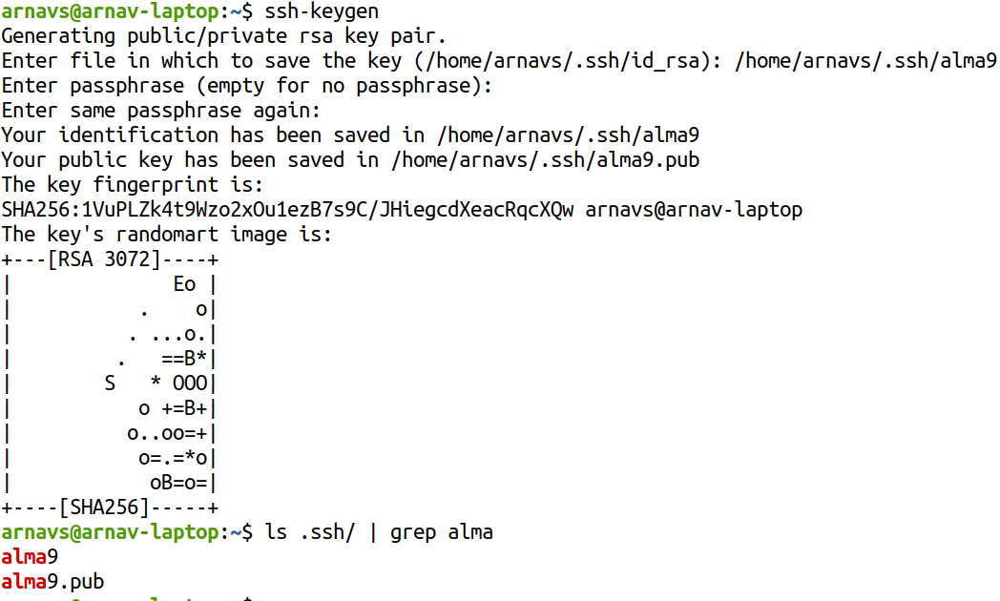 arnavs@arnav-laptop:~$ ssh-keygen
Generating public/private rsa key pair.
Enter file in which to save the key (/home/arnavs/.ssh/id_rsa): /home/arnavs/.ssh/alma9
Enter passphrase (empty for no passphrase):
Enter same passphrase again:
Your identification has been saved in /home/arnavs/.ssh/alma9
Your public key has been saved in /home/arnavs/.ssh/alma9.pub
The key fingerprint is:
SHA256:1VuPLZk4t9Wzo2xOu1ezB7s9C/JHiegcdXeacRqcXQw arnavs@arnav-laptop
The key's randomart image is:
+---[RSA 3072]----+
|              Eo |
|           .    o|
|          . ...o.|
|         .   ==B*|
|        S   * OOO|
|           o +=B+|
|          o..oo=+|
|           o=.=*o|
|            oB=o=|
+----[SHA256]-----+
arnavs@arnav-laptop:~$ ls .ssh/ | grep alma
alma9
alma9.pub